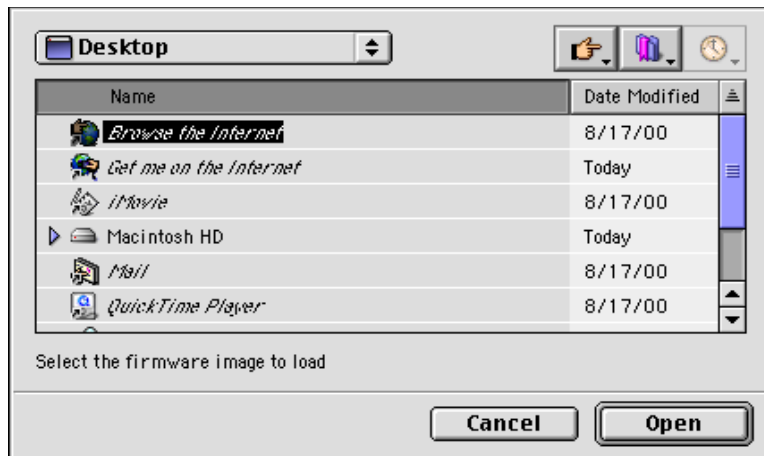 Desktop
Name Date Modified
Browse the Internet 8/17/00
Get me on the Internet Today
iMovie 8/17/00
Macintosh HD Today
Mail 8/17/00
QuickTime Player 8/17/00
Select the firmware image to load
Cancel Open